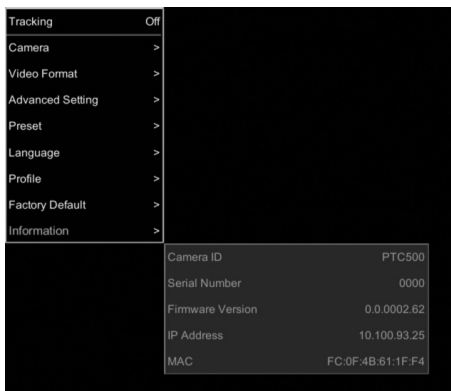 Tracking Off
Camera >
Video Format >
Advanced Setting >
Preset >
Language >
Profile >
Factory Default >
Information >
Camera ID PTC500
Serial Number 0000
Firmware Version 0.0.0002.62
IP Address 10.100.93.25
MAC FC:0F:4B:61:1F:F4